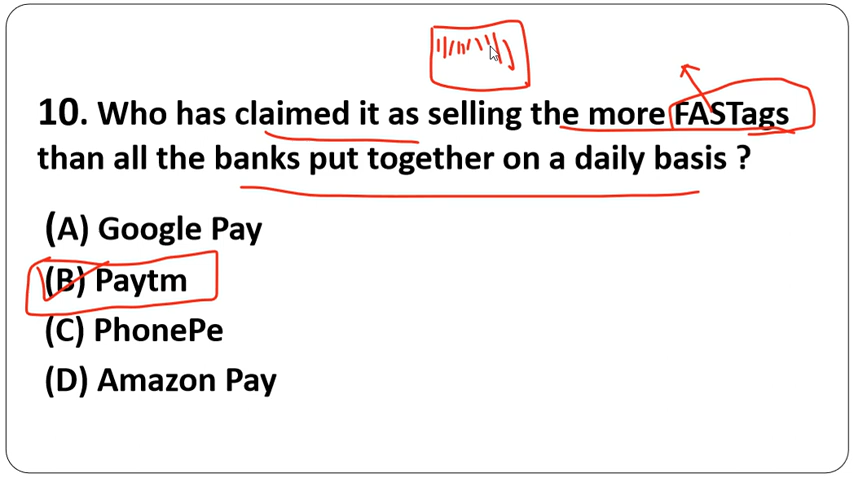 10. Who has claimed it as selling the more FASTags
than all the banks put together on a daily basis ?
(A) Google Pay
(B) Paytm
(C) PhonePe
(D) Amazon Pay